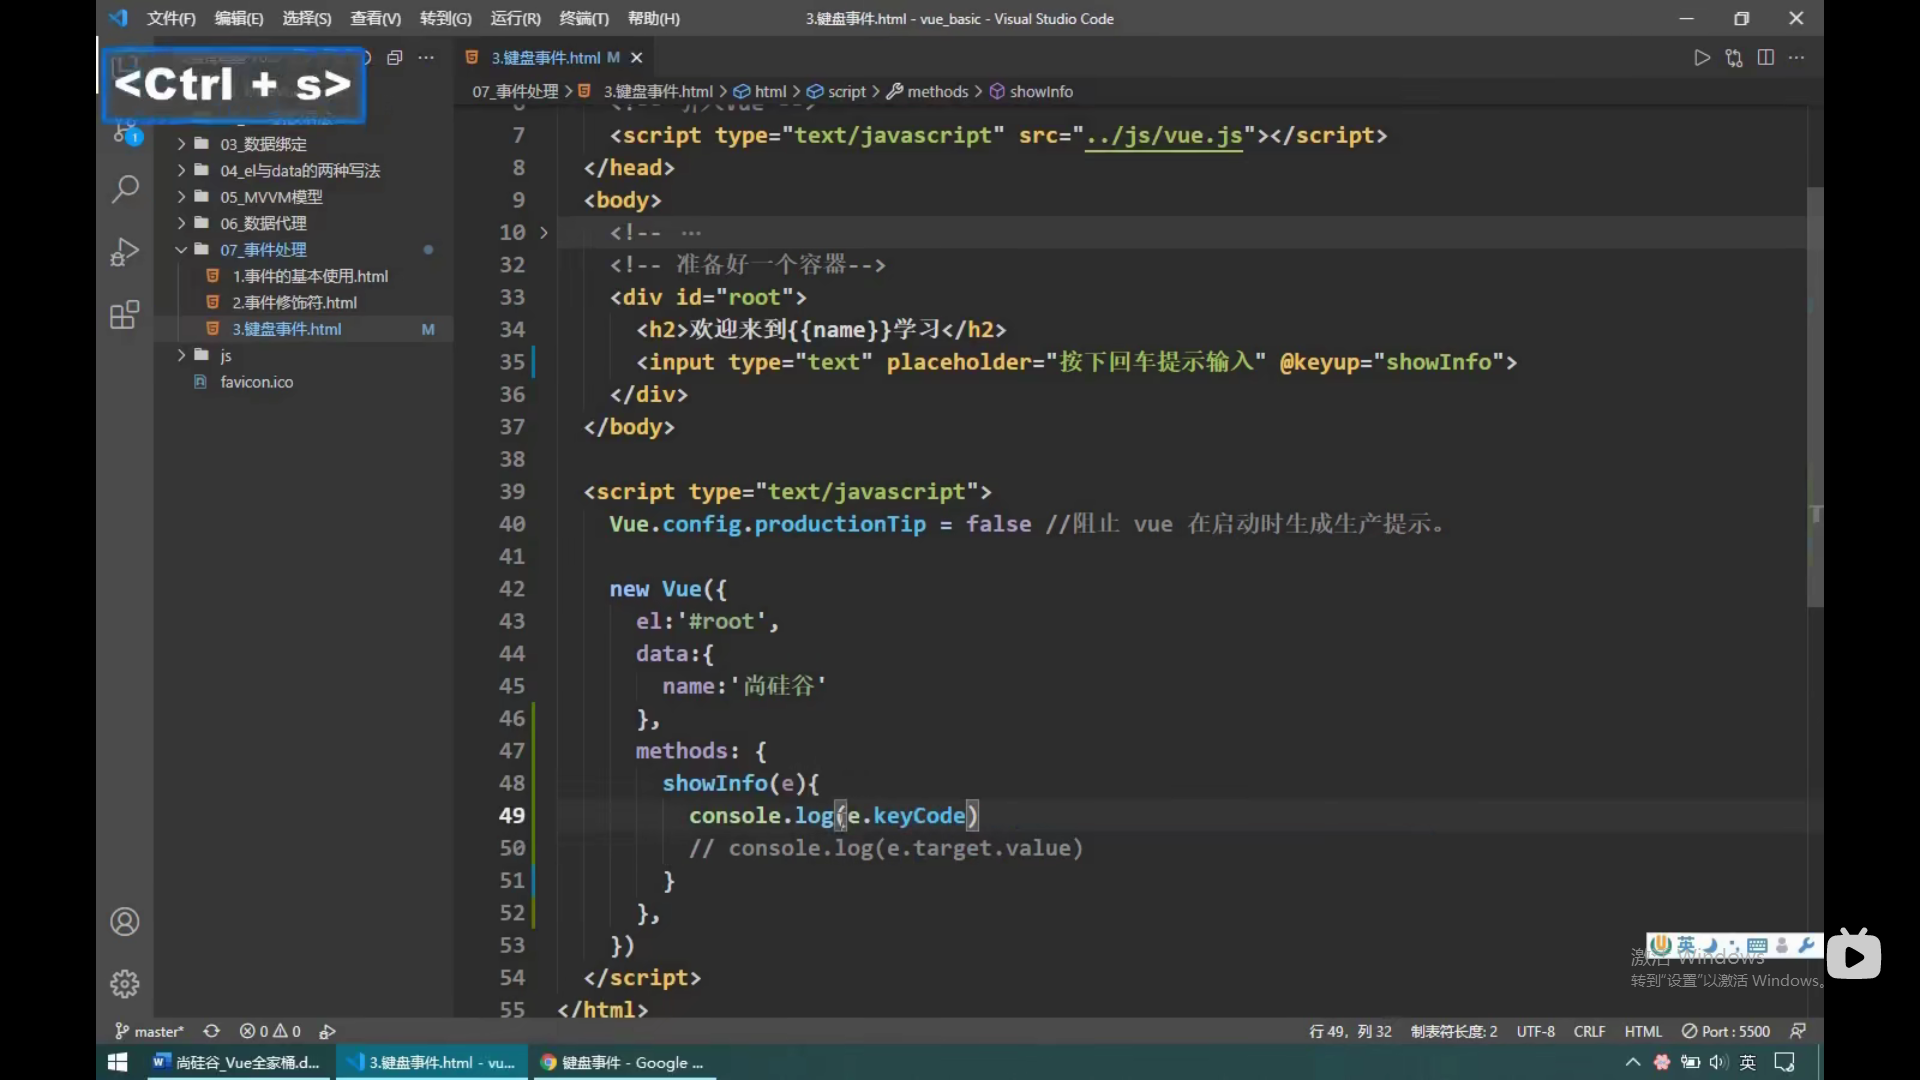 文件(F) 编辑(E) 选择(S) 查看(V) 转到(G) 运行(R) 终端(T) 帮助(H)
3.键盘事件.html - vue_basic - Visual Studio Code
<Ctrl + s>
3.键盘事件.html M
07_事件处理 > 3.键盘事件.html > html > script > methods > showInfo
1
03_数据绑定
04_el与data的两种写法
05_MVVM模型
06_数据代理
07_事件处理
1.事件的基本使用.html
2.事件修饰符.html
3.键盘事件.html M
js
favicon.ico
7 <script type="text/javascript" src="../js/vue.js"></script>
8 </head>
9 <body>
10 <!-- …
32 <!-- 准备好一个容器-->
33 <div id="root">
34 <h2>欢迎来到{{name}}学习</h2>
35 <input type="text" placeholder="按下回车提示输入" @keyup="showInfo">
36 </div>
37 </body>
38
39 <script type="text/javascript">
40 Vue.config.productionTip = false //阻止 vue 在启动时生成生产提示。
41
42 new Vue({
43 el:'#root',
44 data:{
45 name:'尚硅谷'
46 },
47 methods: {
48 showInfo(e){
49 console.log(e.keyCode)
50 // console.log(e.target.value)
51 }
52 },
53 })
54 </script>
55 </html>
英
激活 Windows
转到"设置"以激活 Windows。
master* 0 0
行 49，列 32 制表符长度: 2 UTF-8 CRLF HTML Port : 5500
尚硅谷_Vue全家桶.d... 3.键盘事件.html - vu... 键盘事件 - Google ...
英